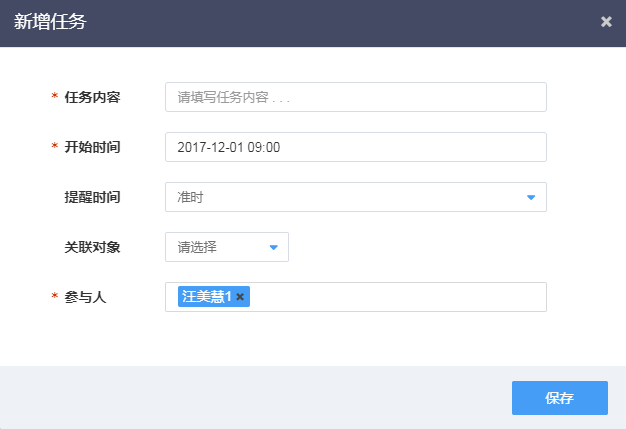 新增任务 ×
* 任务内容 请填写任务内容 . . .
* 开始时间 2017-12-01 09:00
提醒时间 准时
关联对象 请选择
* 参与人 汪美慧1 ×
保存